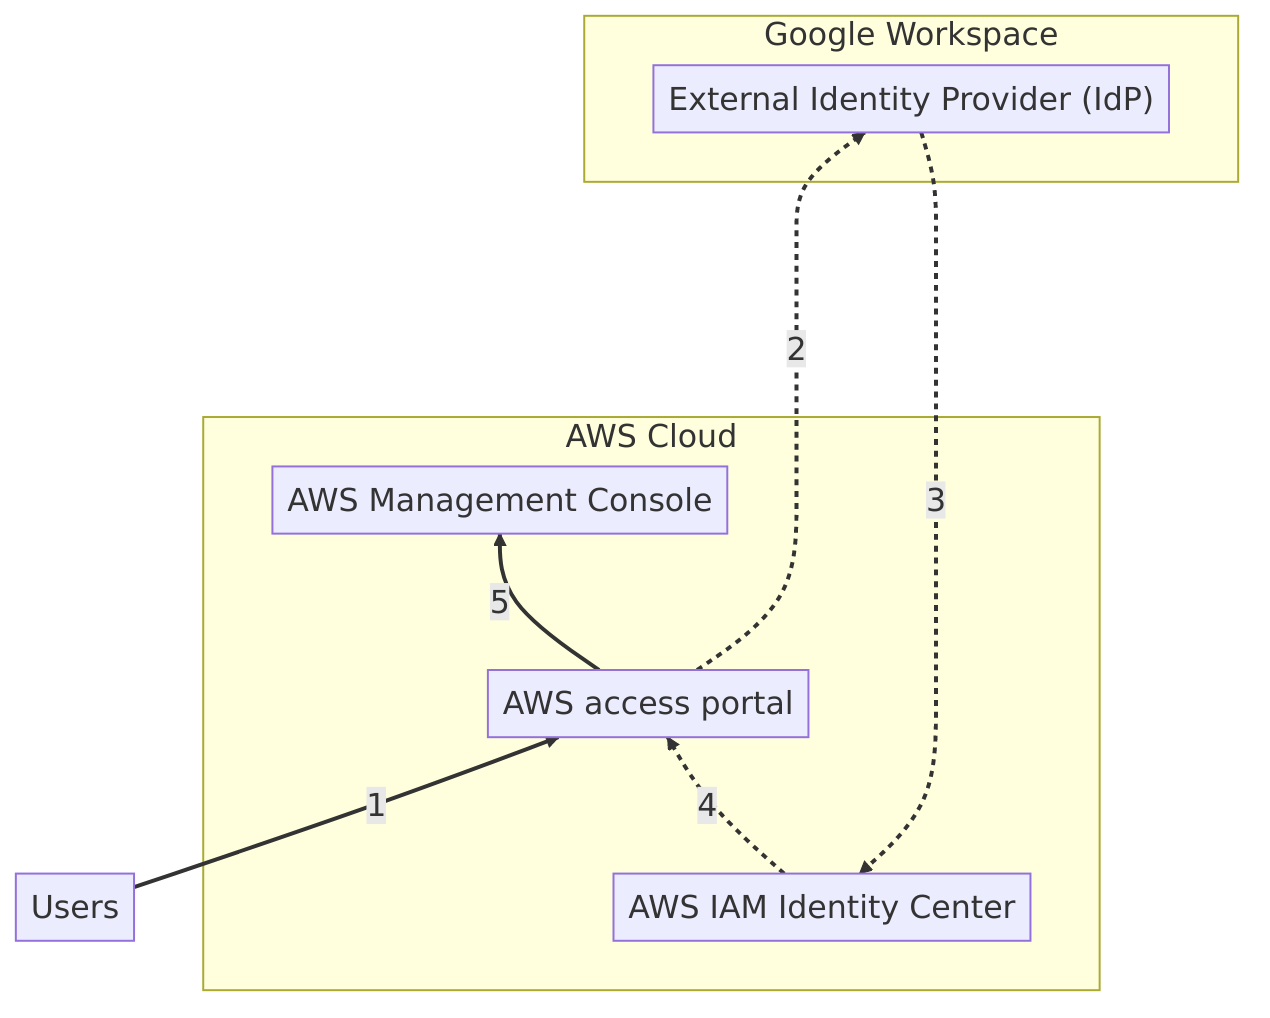 Google Workspace
External Identity Provider (IdP)
2
AWS Cloud
AWS Management Console
3
5
AWS access portal
1
4
Users
AWS IAM Identity Center